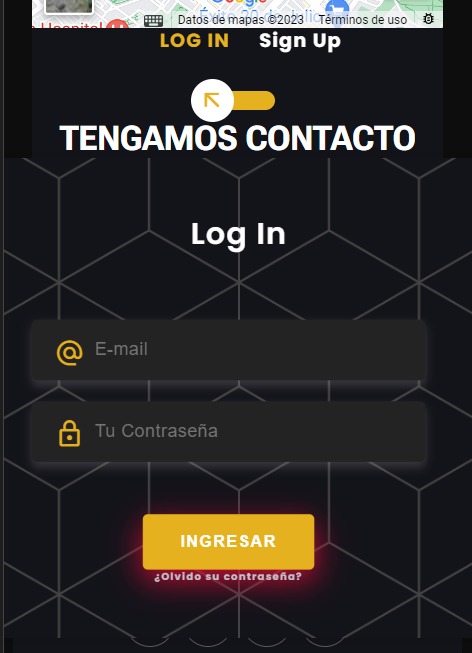 Google
Datos de mapas ©2023 Términos de uso
LOG IN Sign Up
TENGAMOS CONTACTO
Log In
@ E-mail
Tu Contraseña
INGRESAR
¿Olvido su contraseña?